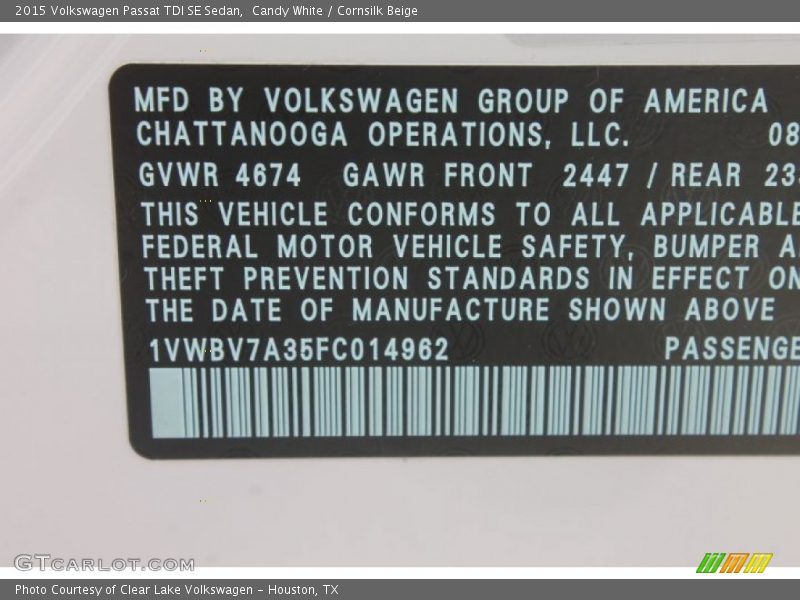 2015 Volkswagen Passat TDI SE Sedan,  Candy White / Cornsilk Beige
MFD BY VOLKSWAGEN GROUP OF AMERICA
CHATTANOOGA OPERATIONS, LLC. 08
GVWR 4674 GAWR FRONT 2447 / REAR 23
THIS VEHICLE CONFORMS TO ALL APPLICABLE
FEDERAL MOTOR VEHICLE SAFETY, BUMPER A
THEFT PREVENTION STANDARDS IN EFFECT ON
THE DATE OF MANUFACTURE SHOWN ABOVE
1VWBV7A35FC014962 PASSENGE
GTCARLOT.COM
Photo Courtesy of Clear Lake Volkswagen – Houston, TX